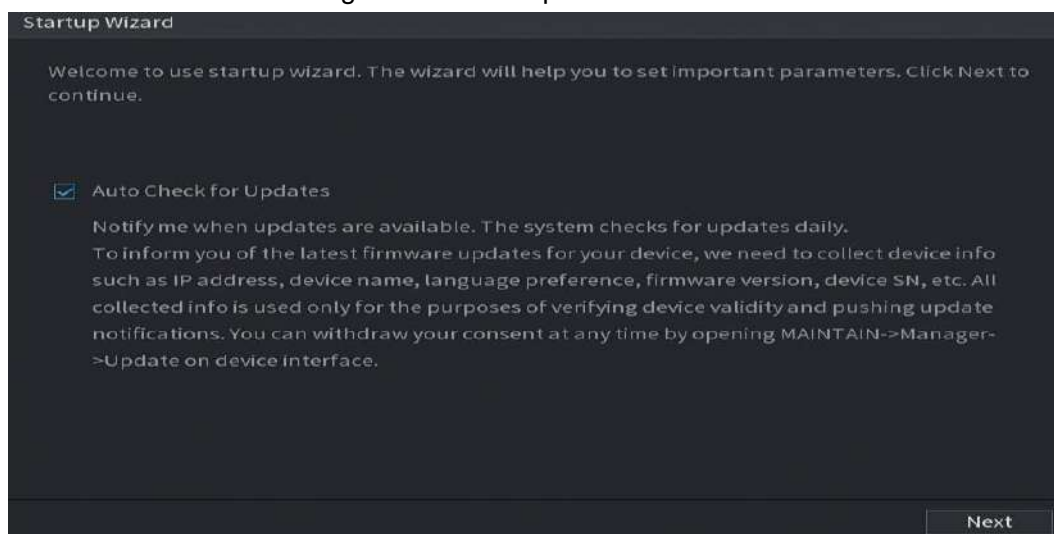 Startup Wizard
Welcome to use startup wizard. The wizard will help you to set important parameters. Click Next to
continue.
Auto Check for Updates
Notify me when updates are available. The system checks for updates daily.
To inform you of the latest firmware updates for your device, we need to collect device info
such as IP address, device name, language preference, firmware version, device SN, etc. All
collected info is used only for the purposes of verifying device validity and pushing update
notifications. You can withdraw your consent at any time by opening MAINTAIN->Manager-
>Update on device interface.
Next